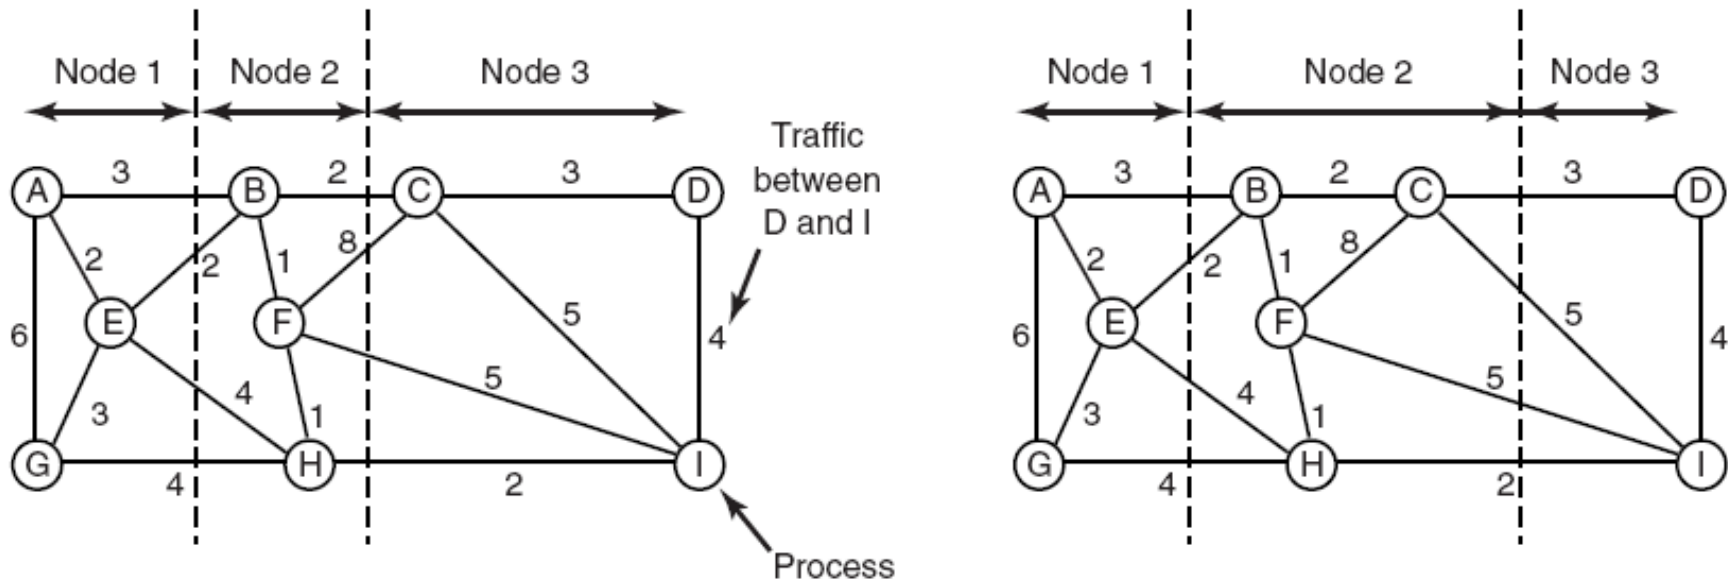 Node 1 Node 2 Node 3
Traffic
between
D and I
A 3 B 2 C 3 D
2 2 1 8
E F
6 5 4
3 4 5
1
G H I
4 2
Process
Node 1 Node 2 Node 3
A 3 B 2 C 3 D
2 2 1 8
E F
6 5 4
3 4 5
1
G H I
4 2